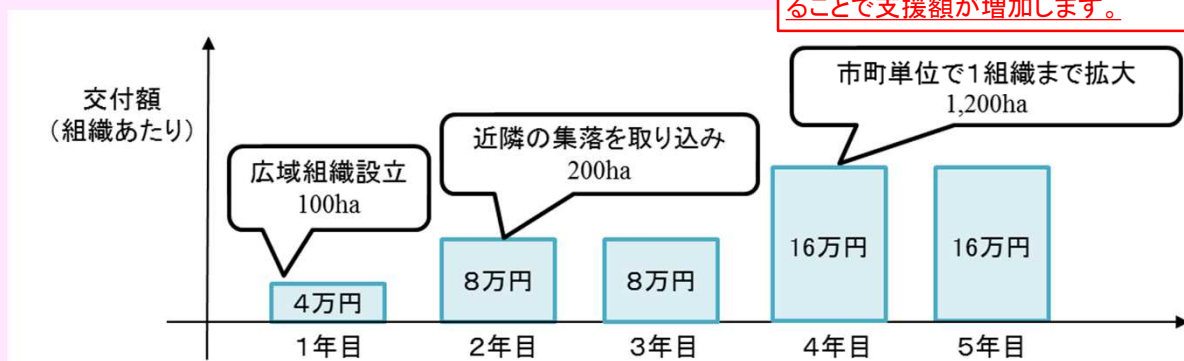 ることで支援額が増加します。
交付額
（組織あたり）
広域組織設立
100ha
近隣の集落を取り込み
200ha
市町単位で１組織まで拡大
1,200ha
４万円
８万円
８万円
16万円
16万円
１年目
２年目
３年目
４年目
５年目